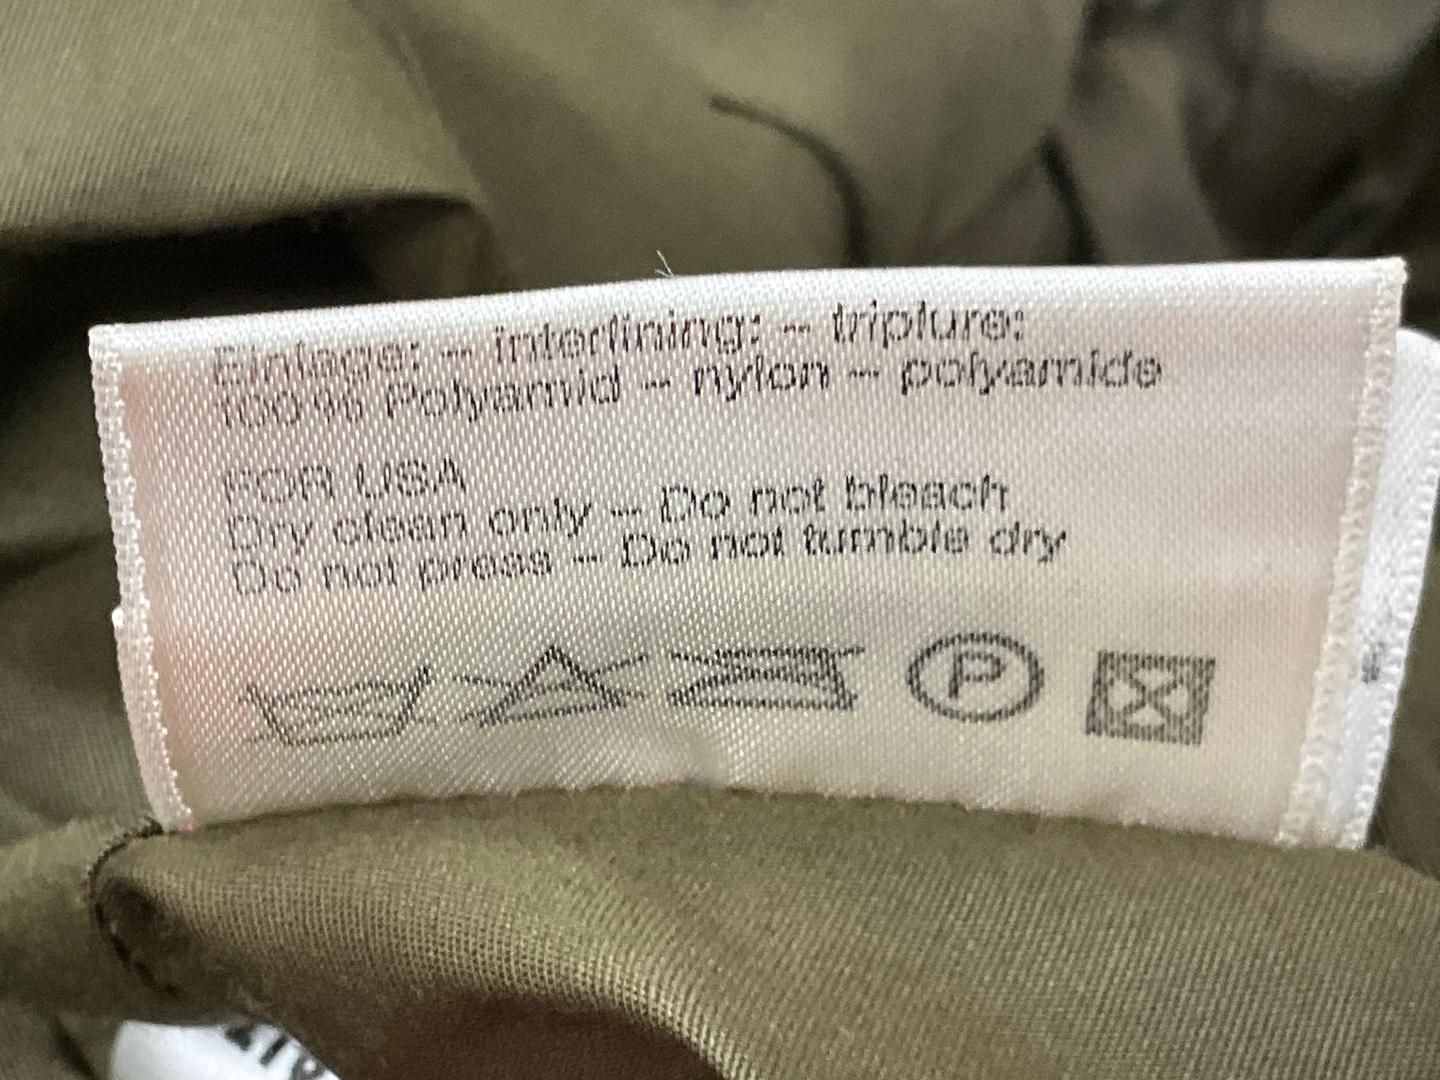 Einlage: -- interlining: -- triplure:
100% Polyamid -- nylon -- polyamide
FOR USA
Dry clean only -- Do not bleach
Do not press -- Do not tumble dry
P